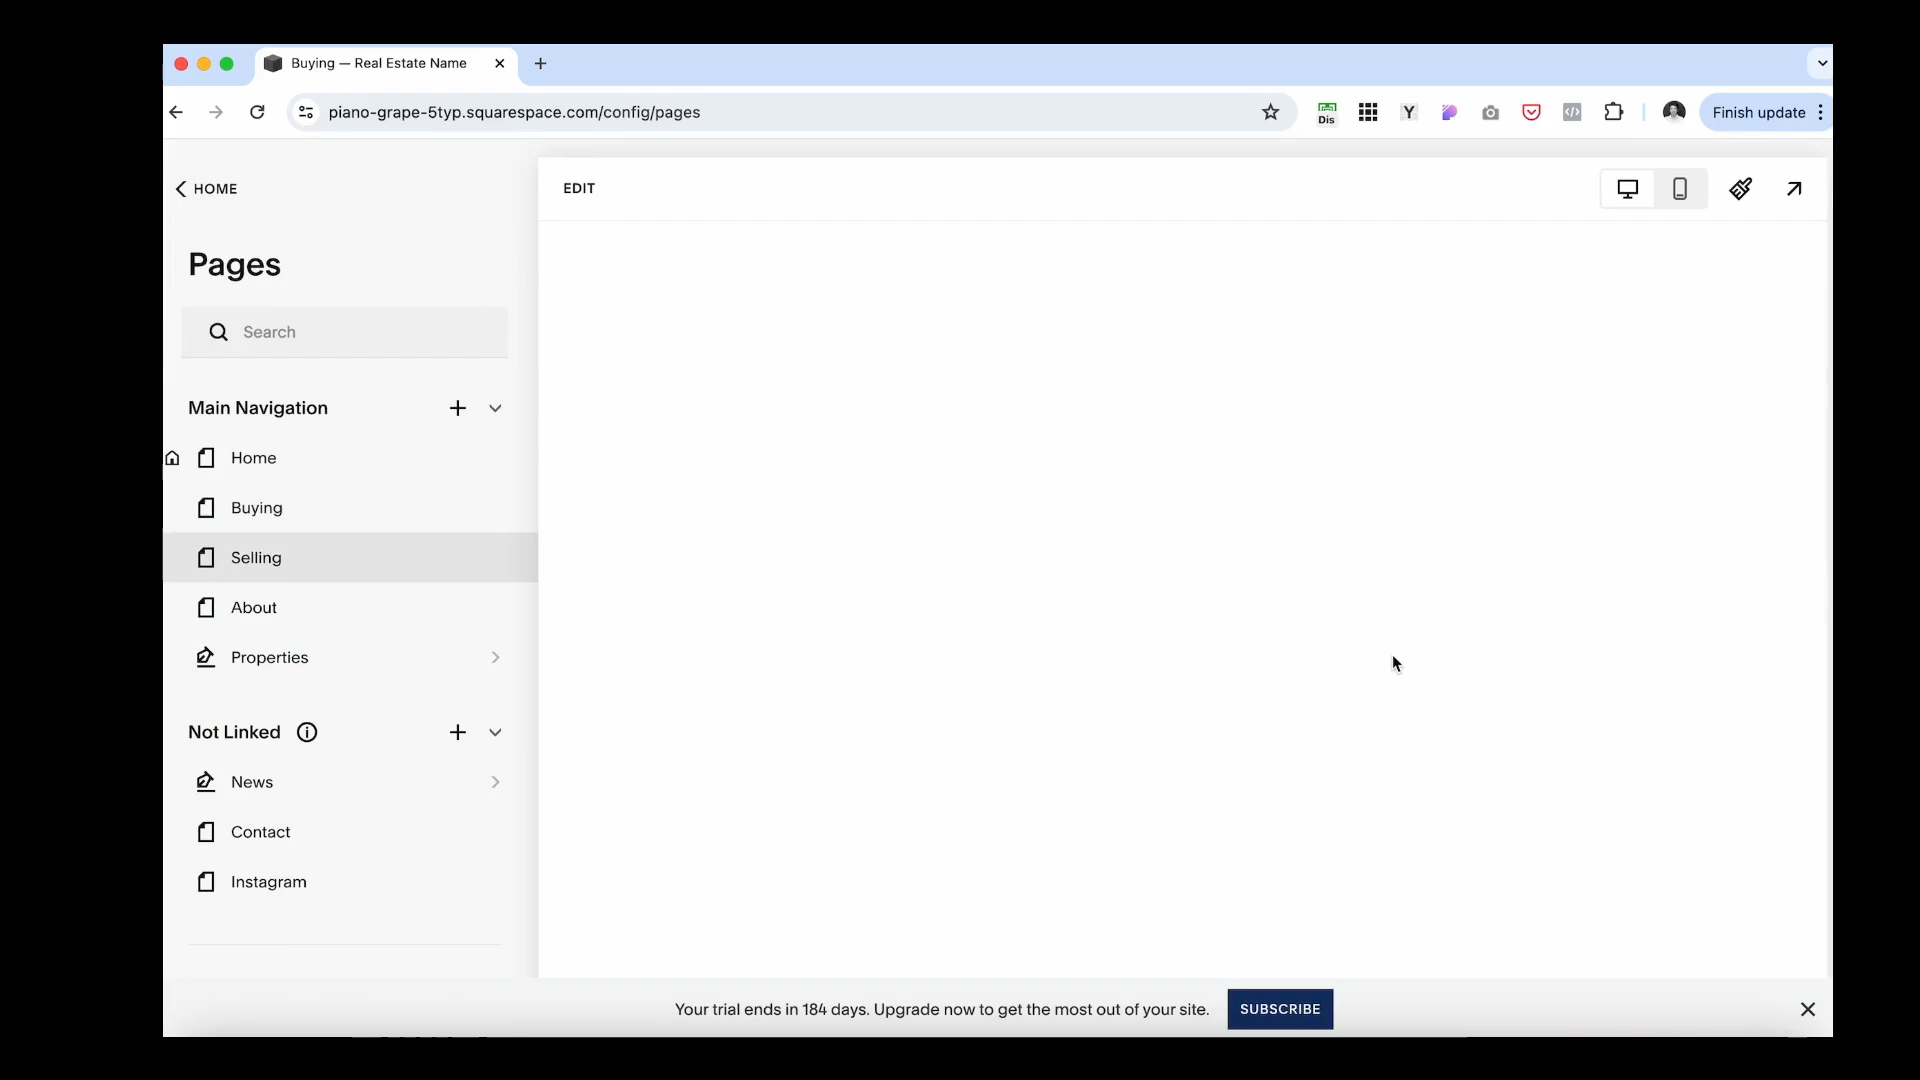 Buying — Real Estate Name
piano-grape-5typ.squarespace.com/config/pages
Dis
Y
Finish update
HOME
EDIT
Pages
Search
Main Navigation
Home
Buying
Selling
About
Properties
Not Linked
News
Contact
Instagram
Your trial ends in 184 days. Upgrade now to get the most out of your site.
SUBSCRIBE